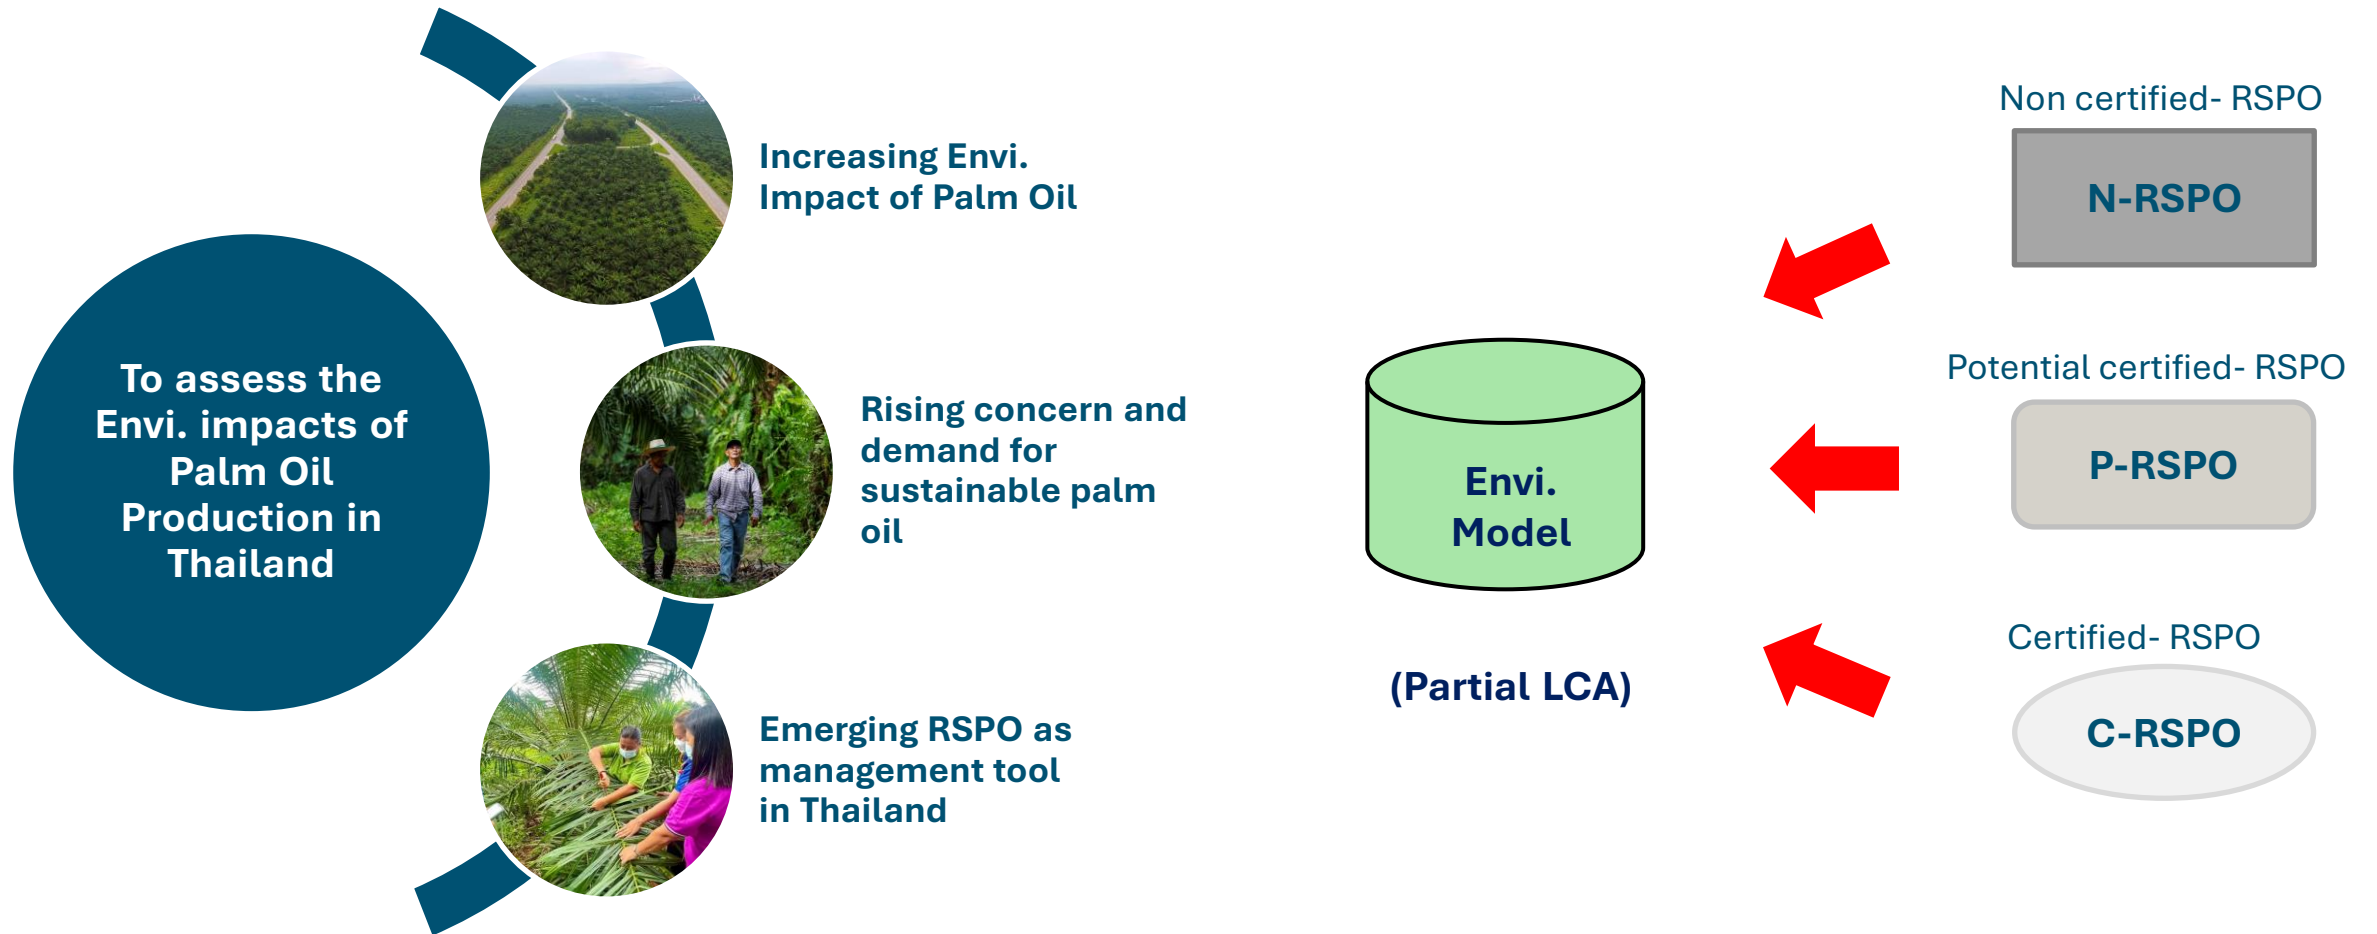 To assess the
Envi. impacts of
Palm Oil
Production in
Thailand
Increasing Envi.
Impact of Palm Oil
Rising concern and
demand for
sustainable palm
oil
Emerging RSPO as
management tool
in Thailand
Envi.
Model
(Partial LCA)
Non certified- RSPO
N-RSPO
Potential certified- RSPO
P-RSPO
Certified- RSPO
C-RSPO